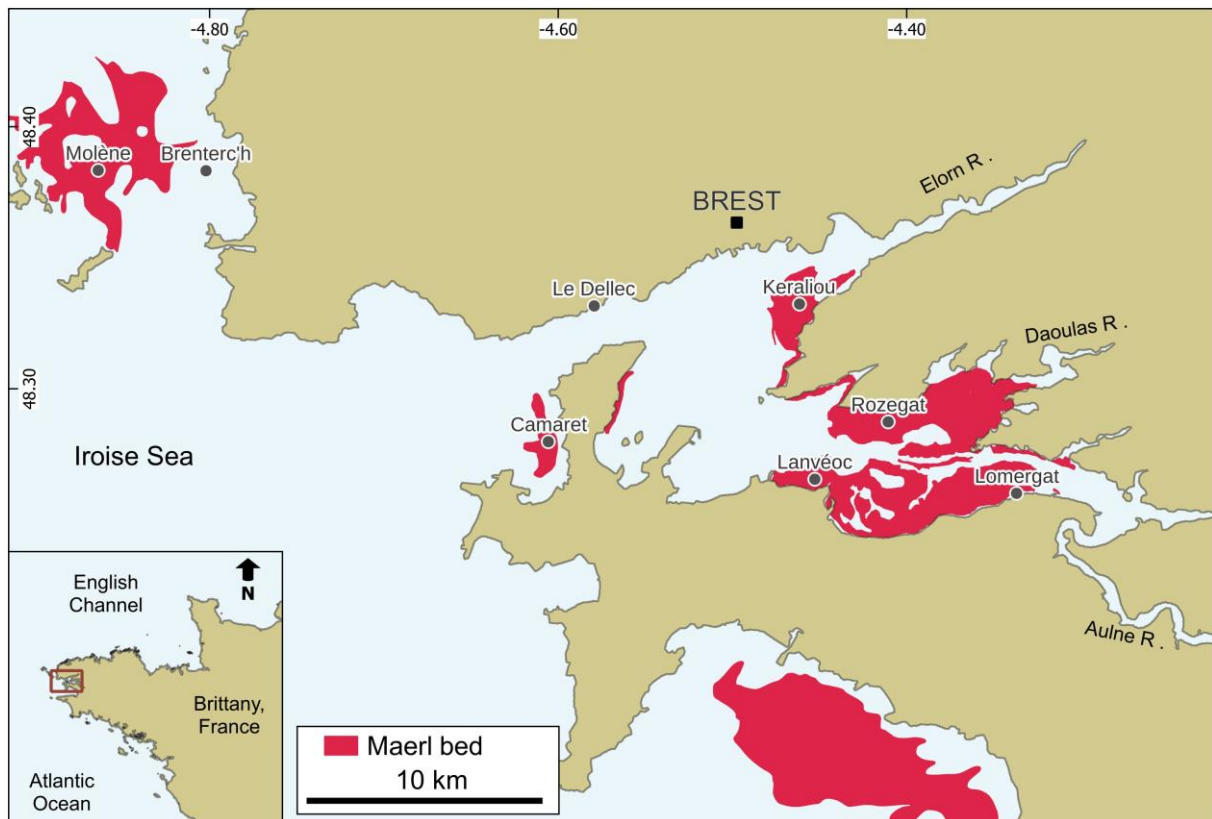 -4.80
-4.60
-4.40
48.40
Molène
Brenterc'h
Elorn R .
BREST
Le Dellec
Keraliou
Daoulas R .
48.30
Camaret
Rozegat
Iroise Sea
Lanvéoc
Lomergat
Aulne R .
English
Channel
N
Brittany,
France
Atlantic
Ocean
Maerl bed
10 km